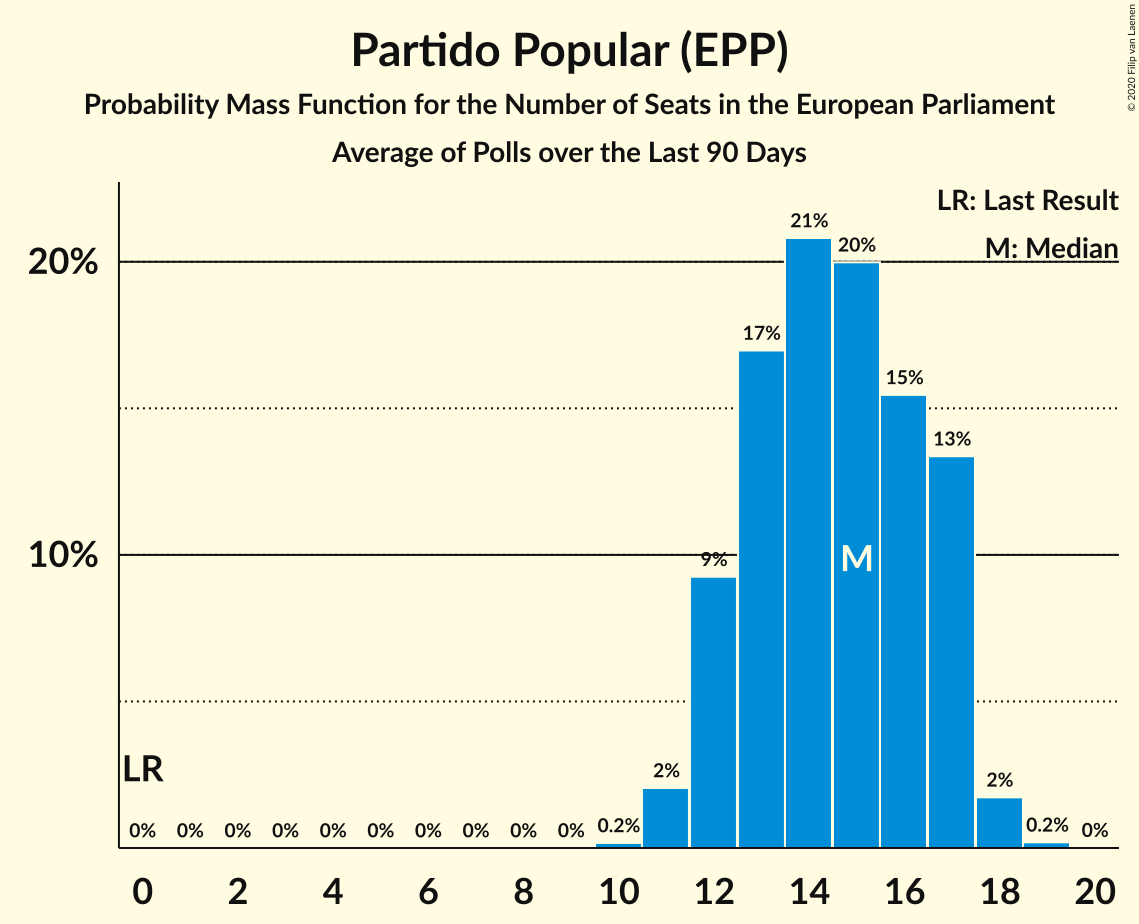 Partido Popular (EPP)
Probability Mass Function for the Number of Seats in the European Parliament
Average of Polls over the Last 90 Days
© 2020 Filip van Laenen
LR: Last Result
M: Median
20%
10%
LR
M
0% 0% 0% 0% 0% 0% 0% 0% 0% 0% 0.2% 2% 9% 17% 21% 20% 15% 13% 2% 0.2% 0%
0 2 4 6 8 10 12 14 16 18 20